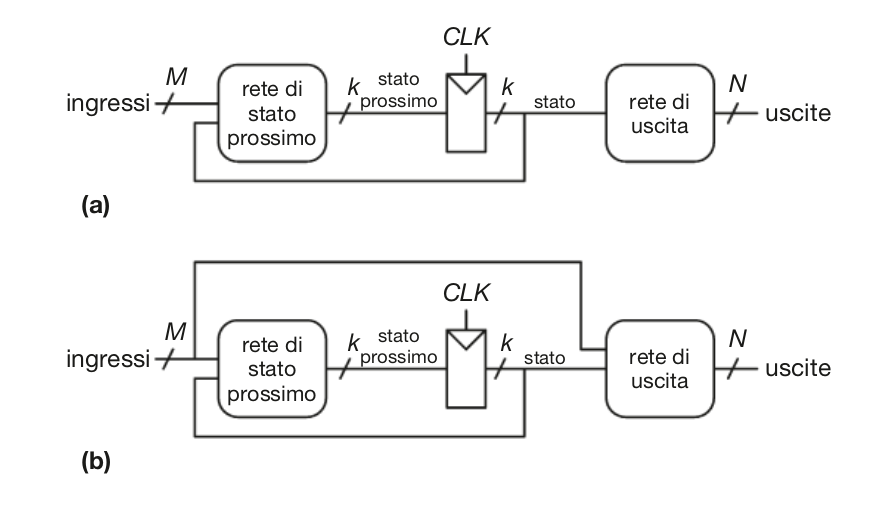 CLK
M
ingressi
rete di
stato
prossimo
k
stato
prossimo
k
stato
rete di
uscita
N
uscite
(a)
CLK
M
ingressi
rete di
stato
prossimo
k
stato
prossimo
k
stato
rete di
uscita
N
uscite
(b)